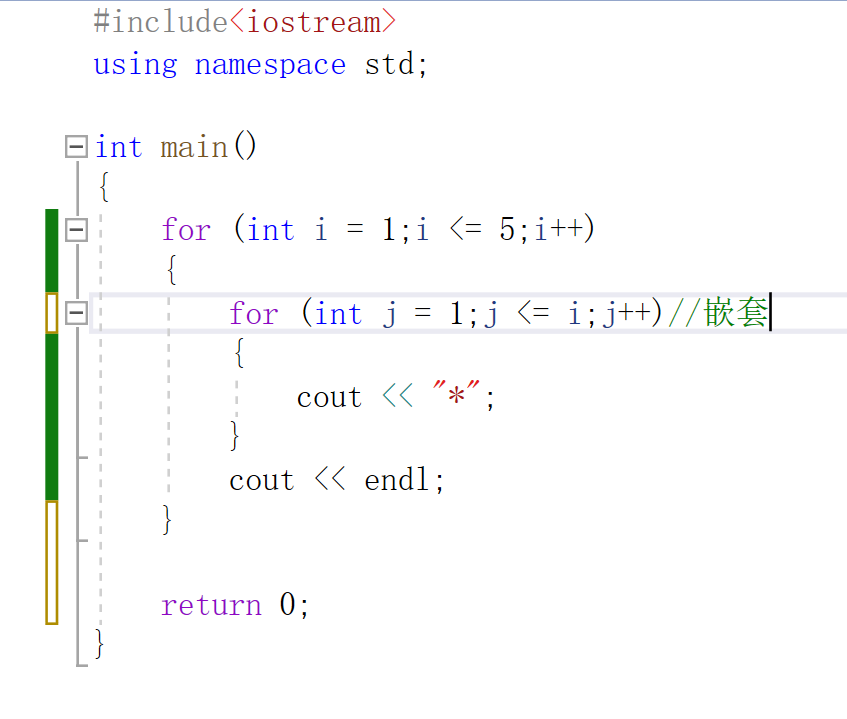 #include<iostream>
using namespace std;
int main()
{
for (int i = 1;i <= 5;i++)
{
for (int j = 1;j <= i;j++)//嵌套
{
cout << "*";
}
cout << endl;
}
return 0;
}